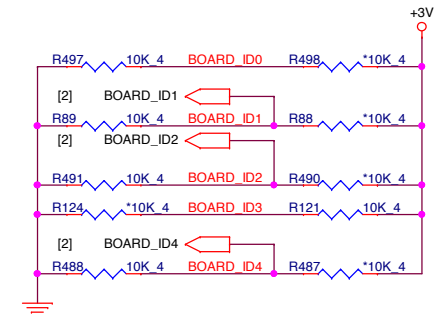 +3V
R497 10K_4 BOARD_ID0 R498 *10K_4
[2] BOARD_ID1
R89 10K_4 BOARD_ID1 R88 *10K_4
[2] BOARD_ID2
R491 10K_4 BOARD_ID2 R490 *10K_4
R124 *10K_4 BOARD_ID3 R121 10K_4
[2] BOARD_ID4
R488 10K_4 BOARD_ID4 R487 *10K_4